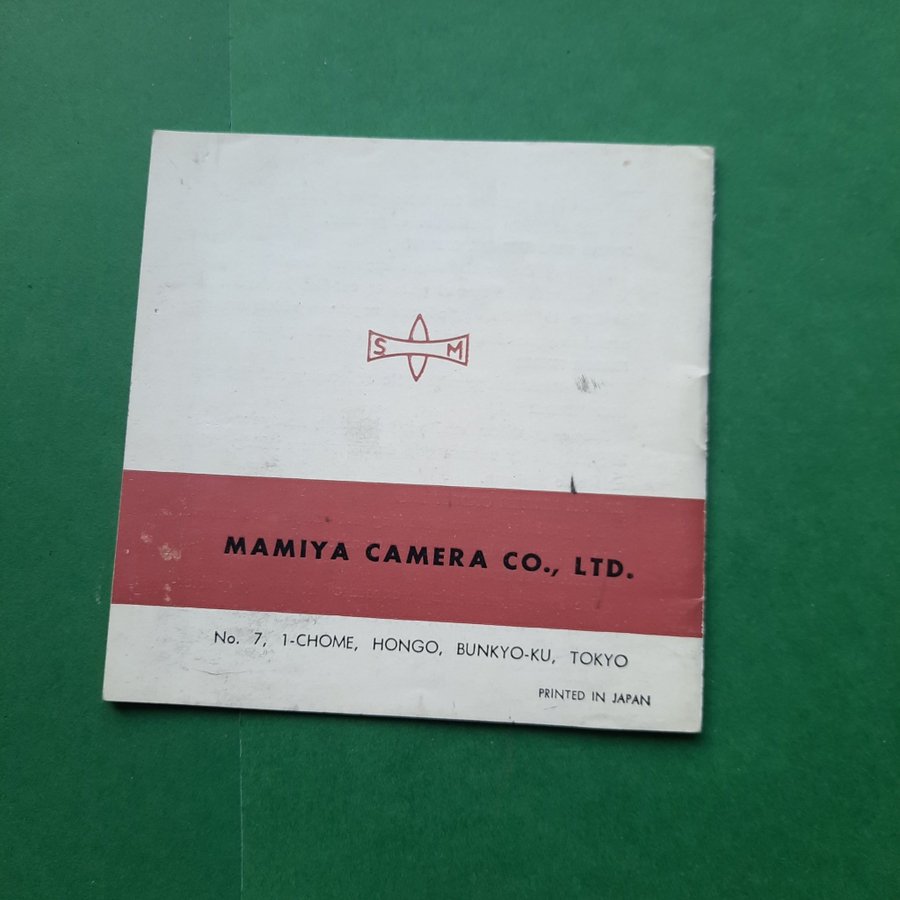 S M
MAMIYA CAMERA CO., LTD.
No. 7, 1-CHOME, HONGO, BUNKYO-KU, TOKYO
PRINTED IN JAPAN